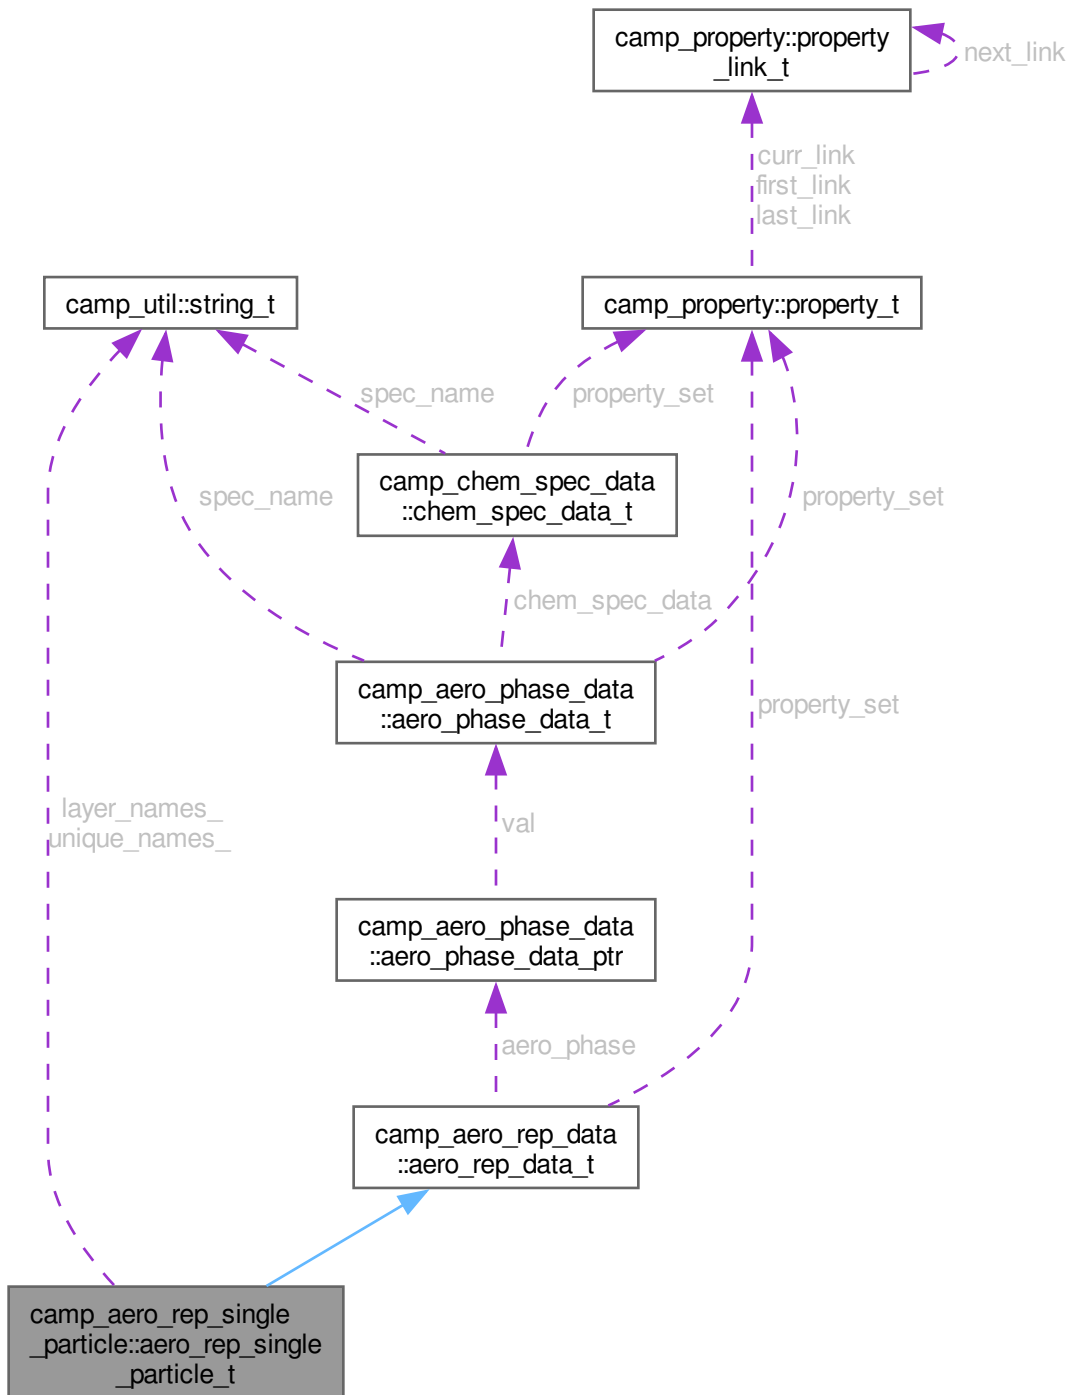 camp_property::property
_link_t
next_link
curr_link
first_link
last_link
camp_util::string_t
camp_property::property_t
spec_name
property_set
camp_chem_spec_data
::chem_spec_data_t
spec_name
property_set
chem_spec_data
camp_aero_phase_data
::aero_phase_data_t
property_set
layer_names_
unique_names_
val
camp_aero_phase_data
::aero_phase_data_ptr
aero_phase
camp_aero_rep_data
::aero_rep_data_t
camp_aero_rep_single
_particle::aero_rep_single
_particle_t